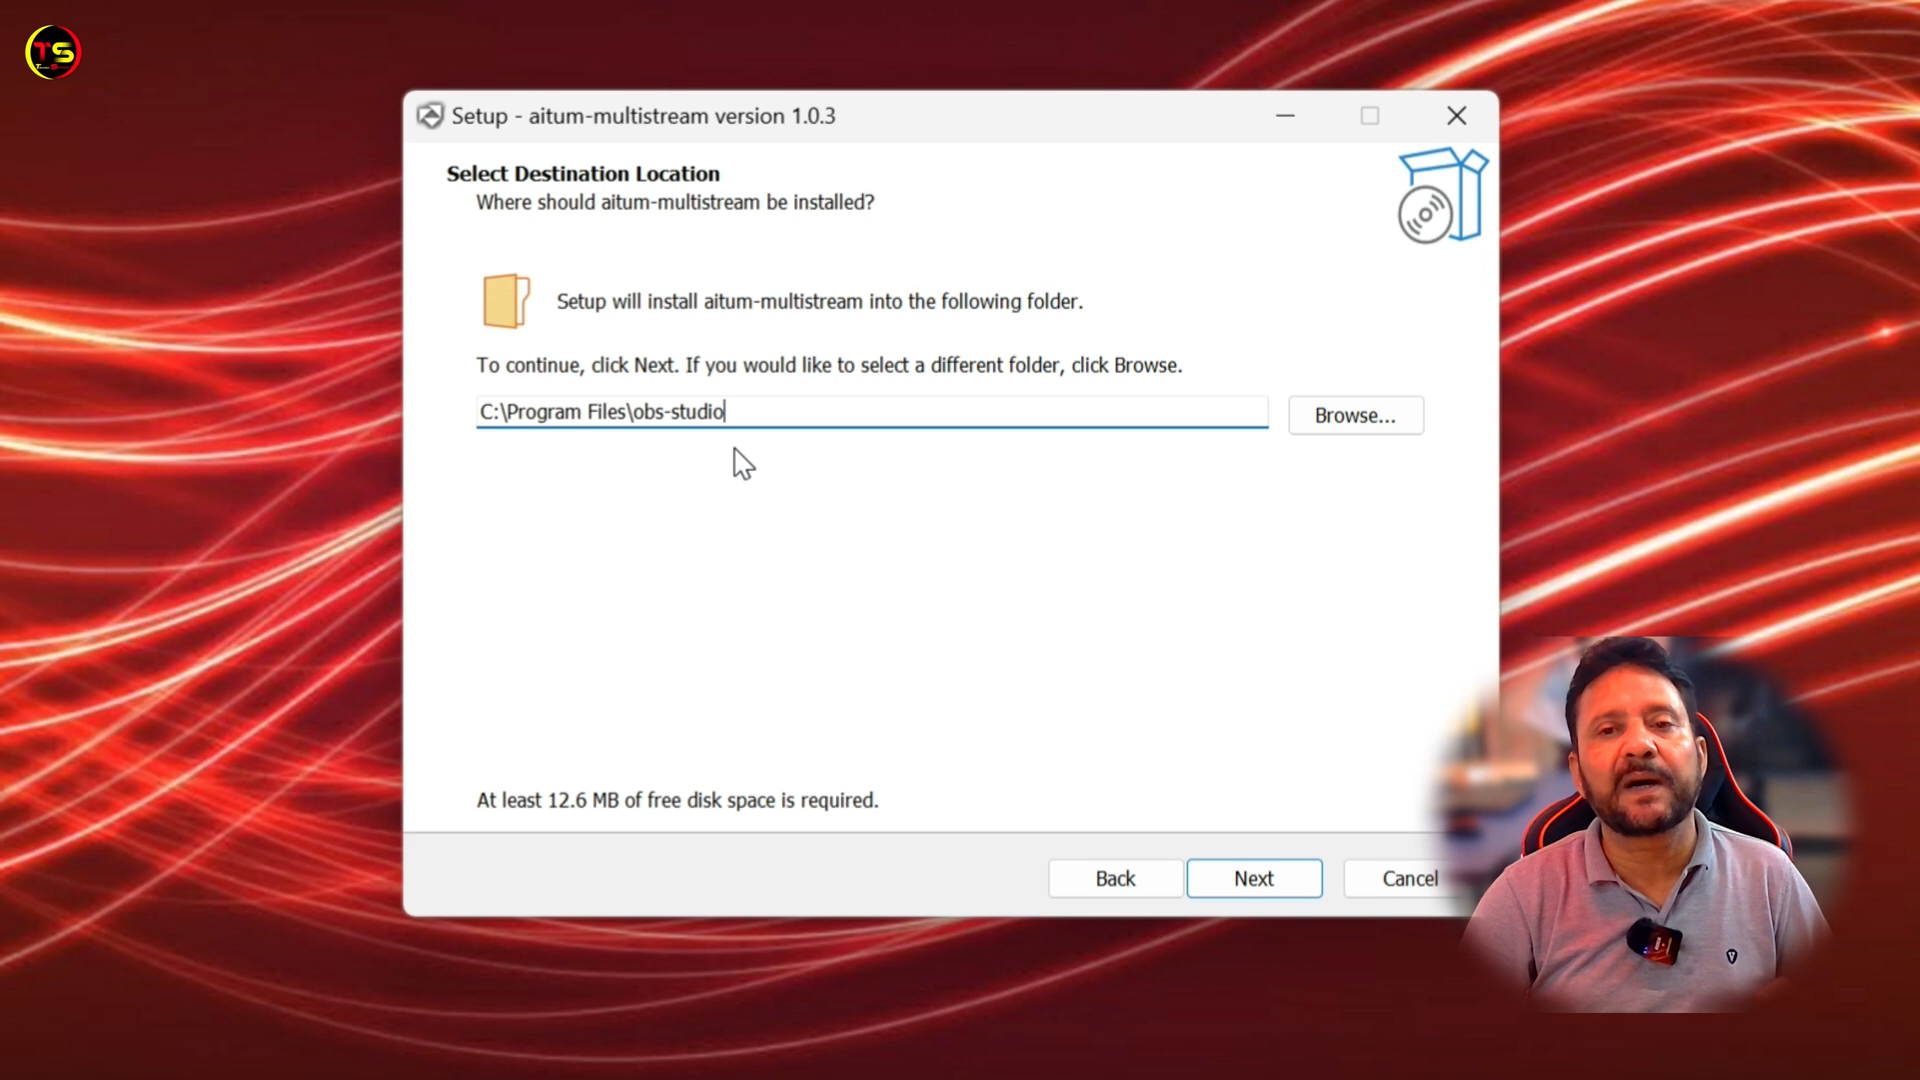 TS
Setup - aitum-multistream version 1.0.3
Select Destination Location
Where should aitum-multistream be installed?
Setup will install aitum-multistream into the following folder.
To continue, click Next. If you would like to select a different folder, click Browse.
C:\Program Files\obs-studio
Browse...
At least 12.6 MB of free disk space is required.
Back
Next
Cancel